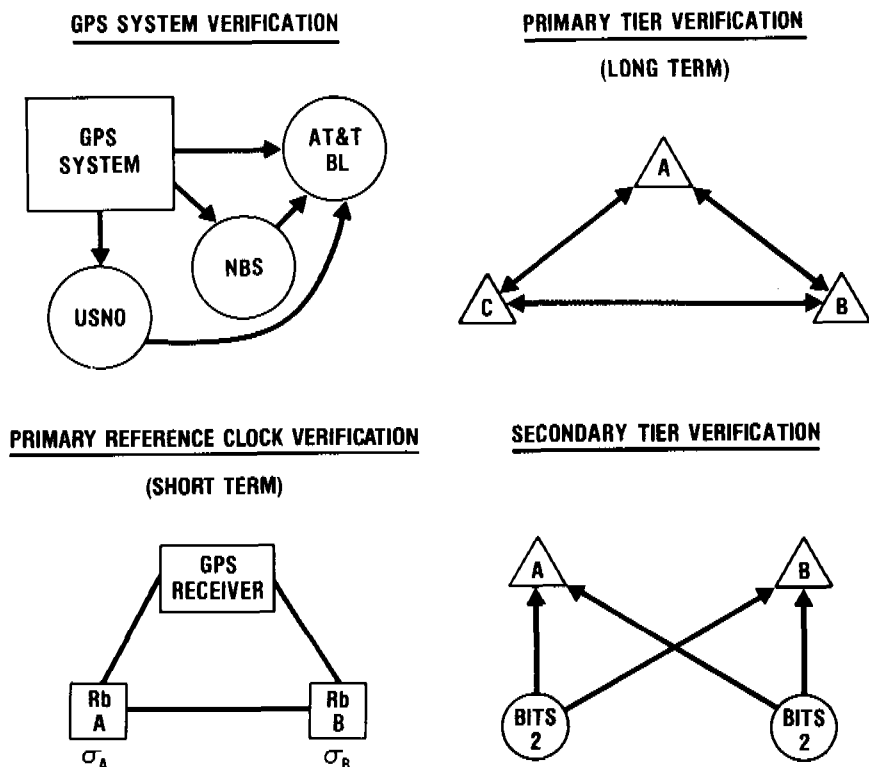 GPS SYSTEM VERIFICATION
GPS
SYSTEM
AT&T
BL
NBS
USNO
PRIMARY TIER VERIFICATION
(LONG TERM)
A
C
B
PRIMARY REFERENCE CLOCK VERIFICATION
(SHORT TERM)
GPS
RECEIVER
Rb
A
Rb
B
σA
σB
SECONDARY TIER VERIFICATION
A
B
BITS
2
BITS
2